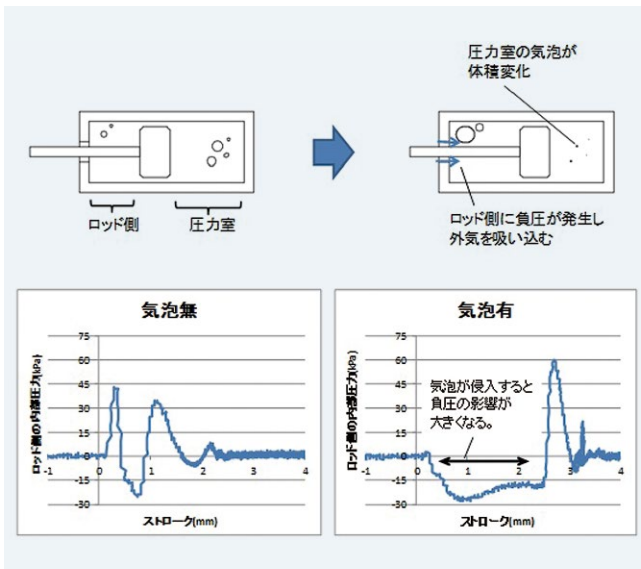 圧力室の気泡が
体積変化
ロッド側
圧力室
ロッド側に負圧が発生し
外気を吸い込む
気泡無
ロッド側の内部圧力(kPa)
75
60
45
30
15
0
-15
-30
-1
0
1
2
3
4
ストローク(mm)
気泡有
ロッド側の内部圧力(kPa)
75
60
45
30
15
0
-15
-30
気泡が侵入すると
負圧の影響が
大きくなる。
-1
0
1
2
3
4
ストローク(mm)